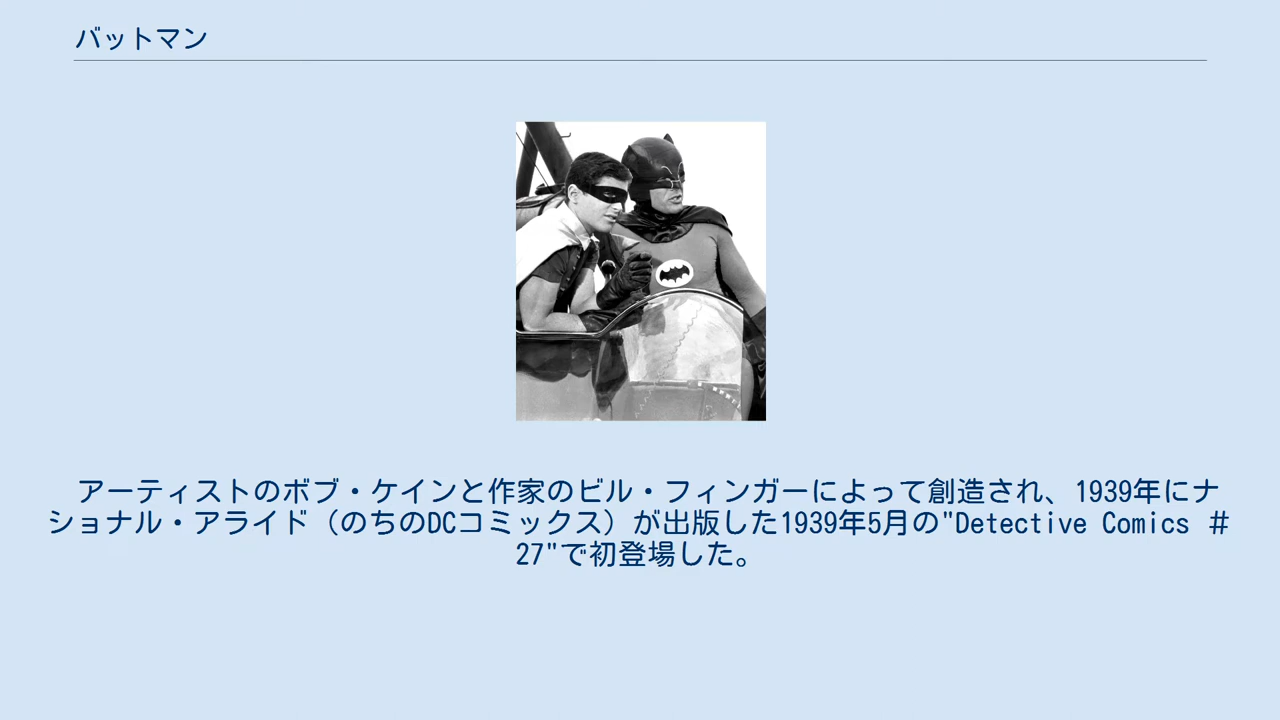 バットマン
アーティストのボブ・ケインと作家のビル・フィンガーによって創造され、1939年にナ
ショナル・アライド（のちのDCコミックス）が出版した1939年5月の"Detective Comics ＃
27"で初登場した。